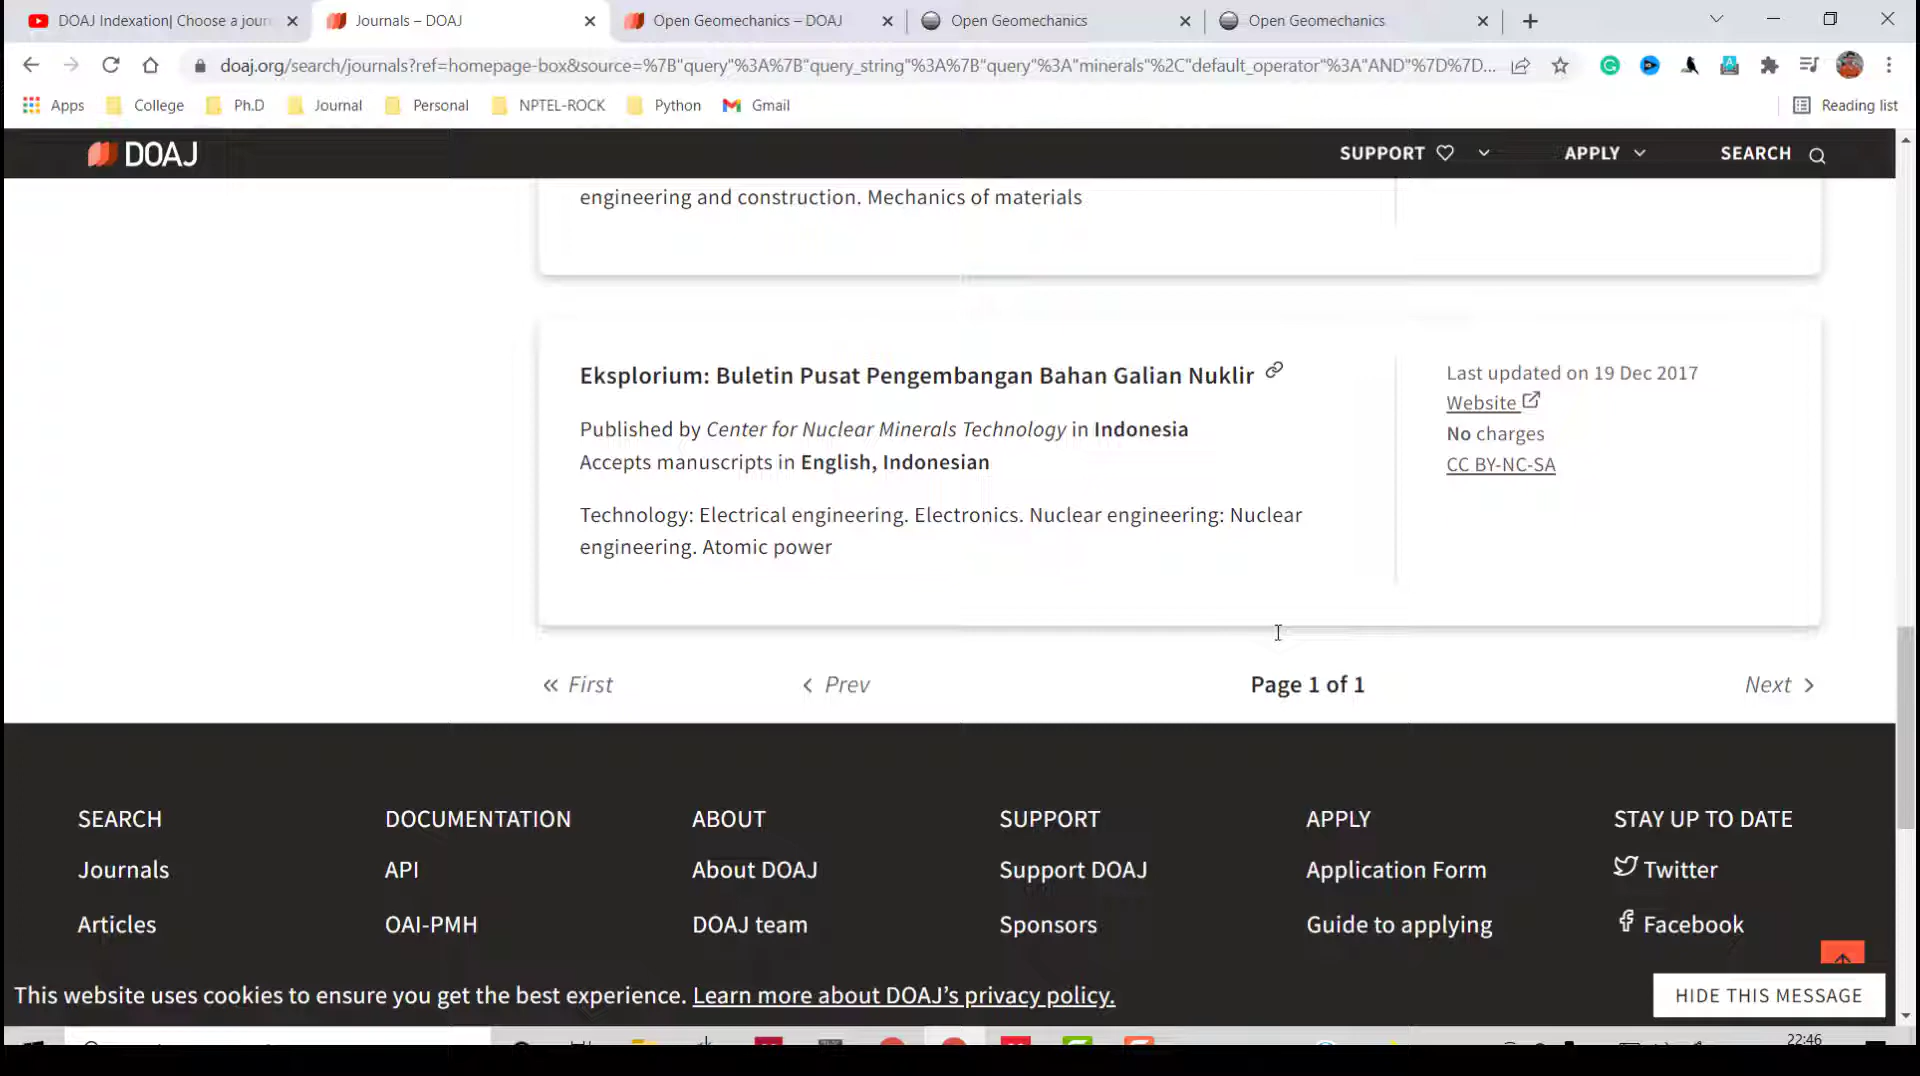 DOAJ Indexation| Choose a jour
Journals – DOAJ
Open Geomechanics – DOAJ
Open Geomechanics
Open Geomechanics
doaj.org/search/journals?ref=homepage-box&source=%7B"query"%3A%7B"query_string"%3A%7B"query"%3A"minerals"%2C"default_operator"%3A"AND"%7D%7D...
Apps College Ph.D Journal Personal NPTEL-ROCK Python Gmail Reading list
DOAJ SUPPORT APPLY SEARCH
engineering and construction. Mechanics of materials
Eksplorium: Buletin Pusat Pengembangan Bahan Galian Nuklir
Published by Center for Nuclear Minerals Technology in Indonesia
Accepts manuscripts in English, Indonesian
Technology: Electrical engineering. Electronics. Nuclear engineering: Nuclear
engineering. Atomic power
Last updated on 19 Dec 2017
Website
No charges
CC BY-NC-SA
« First ‹ Prev Page 1 of 1 Next ›
SEARCH DOCUMENTATION ABOUT SUPPORT APPLY STAY UP TO DATE
Journals API About DOAJ Support DOAJ Application Form Twitter
Articles OAI-PMH DOAJ team Sponsors Guide to applying Facebook
This website uses cookies to ensure you get the best experience. Learn more about DOAJ's privacy policy. HIDE THIS MESSAGE
22:46